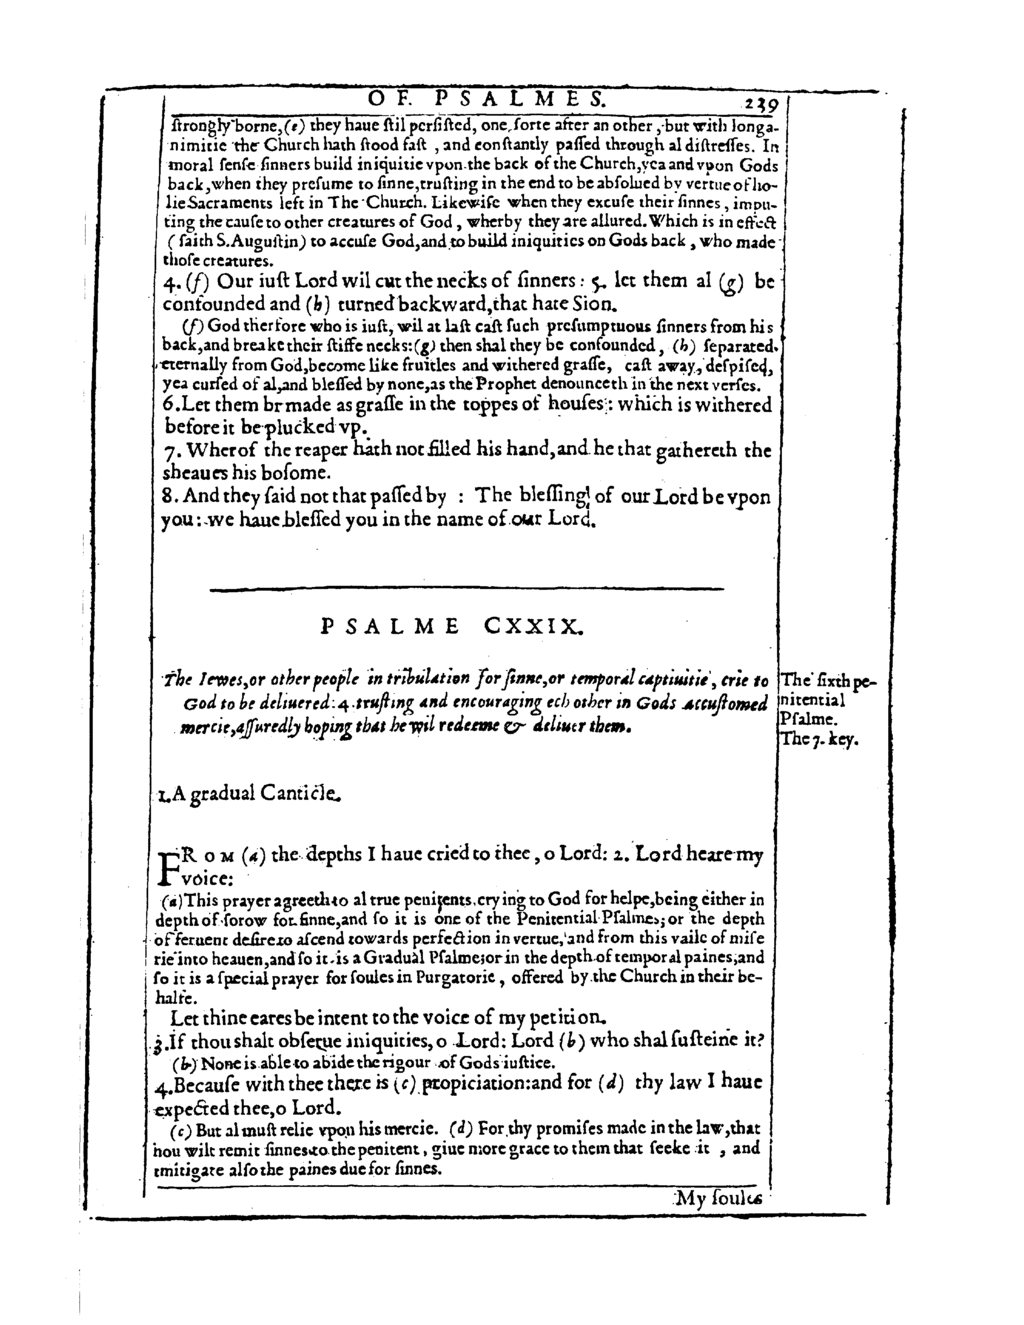 OF PSALMES. 239
ſtrongly borne,(e) they haue ſtil perſiſted, one ſorte after an other, but with longa-
nimitie the Church hath ſtood faſt , and conſtantly paſſed through al diſtreſſes. In
moral ſenſe ſinners build iniquitie vpon the back of the Church,yea and vpon Gods
back,when they preſume to ſinne,truſting in the end to be abſolued by vertue of ho-
lie Sacraments left in The Church. Likewiſe when they excuſe their ſinnes , impu-
ting the cauſe to other creatures of God , wherby they are allured. Which is in effect
( ſaith S. Auguſtin) to accuſe God,and to build iniquities on Gods back , who made
thoſe creatures.
4. (f) Our iuſt Lord wil cut the necks of ſinners : 5. let them al (g) be
confounded and (h) turned backward,that hate Sion.
(f) God therfore who is iuſt, wil at laſt caſt ſuch preſumptuous ſinners from his
back,and breake their ſtiffe necks:(g) then shal they be confounded, (h) ſeparated
eternally from God,become like fruitles and withered graſſe, caſt away, deſpiſed,
yea curſed of al,and bleſſed by none,as the Prophet denounceth in the next verſes.
6.Let them br made as graſſe in the toppes of houſes : which is withered
before it be plucked vp.
7. Wherof the reaper hath not filled his hand,and he that gathereth the
sheaues his boſome.
8. And they ſaid not that paſſed by : The bleſſing of our Lord be vpon
you: we haue bleſſed you in the name of our Lord.
PSALME CXXIX.
The Iewes,or other people in tribulation for ſinne,or temporal captiuitie, crie to
God to be deliuered: 4. truſting and encouraging ech other in Gods accuſtomed
mercie,aſſuredly hoping that he wil redeeme & deliuer them.
The ſixth pe-
nitential
Pſalme.
The 7. key.
1. A gradual Canticle.
FROM (a) the depths I haue cried to thee , o Lord: 2. Lord heare my
voice:
(a)This prayer agreeth to al true penitents,crying to God for helpe,being either in
depth of ſorow for ſinne,and ſo it is one of the Penitential Pſalmes; or the depth
of feruent deſire to aſcend towards perfection in vertue, and from this vaile of miſe
rie into heauen,and ſo it is a Gradual Pſalme;or in the depth of temporal paines;and
ſo it is a ſpecial prayer for ſoules in Purgatorie , offered by the Church in their be-
halfe.
Let thine eares be intent to the voice of my petition.
3.If thou shalt obſerue iniquities, o Lord: Lord (b) who shal ſuſteine it?
(b) None is able to abide the rigour of Gods iuſtice.
4.Becauſe with thee there is (c) propiciation:and for (d) thy law I haue
expected thee,o Lord.
(c) But al muſt relie vpon his mercie. (d) For thy promiſes made in the law,that
hou wilt remit ſinnes to the penitent , giue more grace to them that ſeeke it , and
tmitigate alſo the paines due for ſinnes.
My ſoules